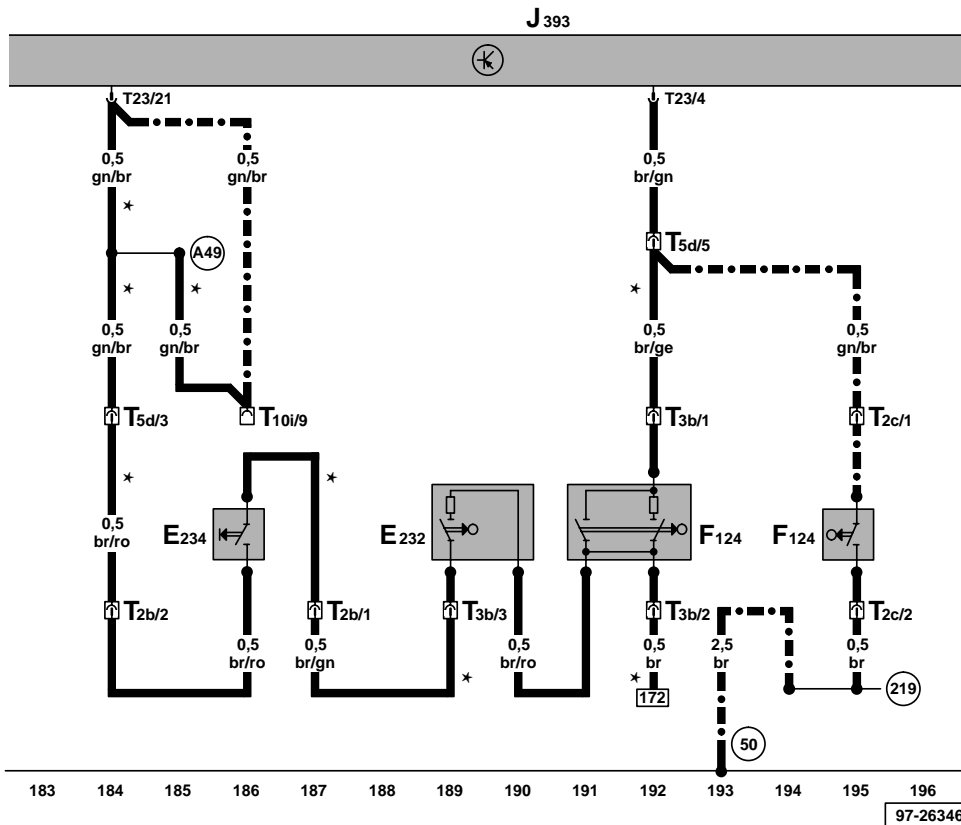 J 393
T23/21
T23/4
0,5 gn/br
0,5 gn/br
0,5 br/gn
A49
T5d/5
0,5 gn/br
0,5 gn/br
0,5 br/ge
0,5 gn/br
T5d/3
T10i/9
T3b/1
T2c/1
0,5 br/ro
E234
E232
F124
F124
T2b/2
T2b/1
T3b/3
T3b/2
T2c/2
0,5 br/ro
0,5 br/gn
0,5 br/ro
0,5 br
2,5 br
0,5 br
172
219
50
183 184 185 186 187 188 189 190 191 192 193 194 195 196
97-26346